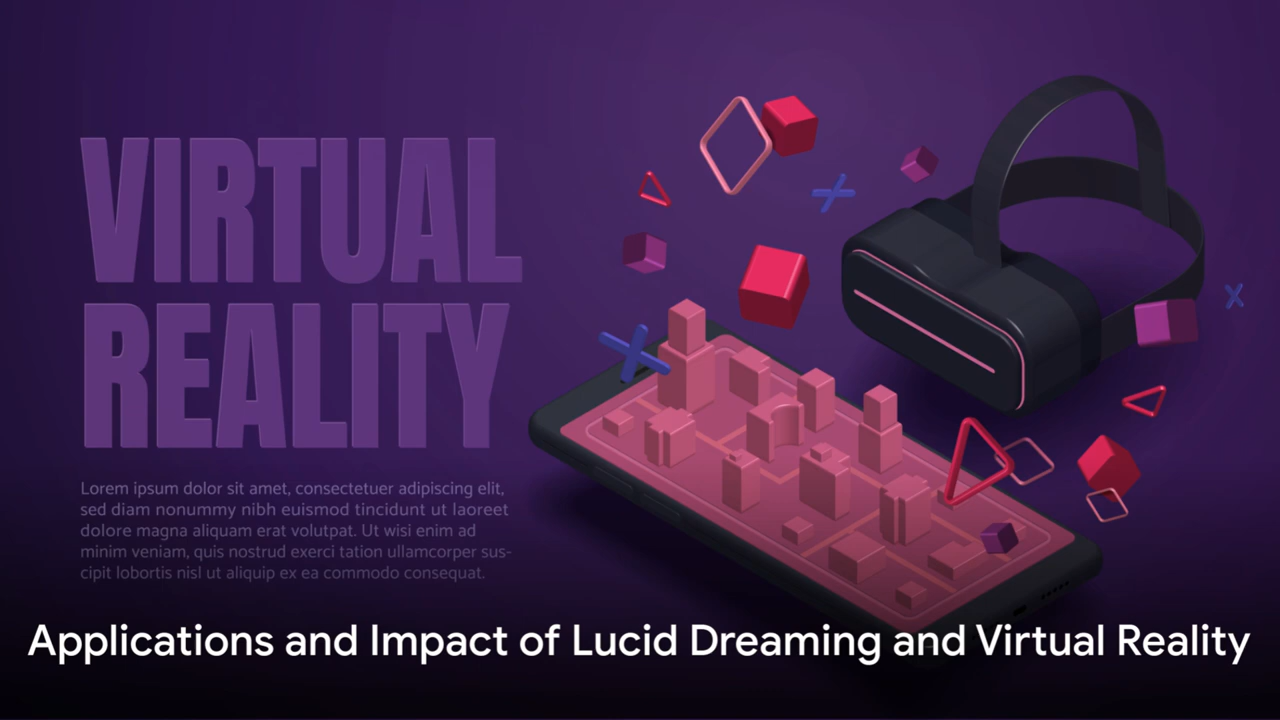 VIRTUAL
REALITY
Lorem ipsum dolor sit amet, consectetuer adipiscing elit,
sed diam nonummy nibh euismod tincidunt ut laoreet
dolore magna aliquam erat volutpat. Ut wisi enim ad
minim veniam, quis nostrud exerci tation ullamcorper sus-
cipit lobortis nisl ut aliquip ex ea commodo consequat.
Applications and Impact of Lucid Dreaming and Virtual Reality